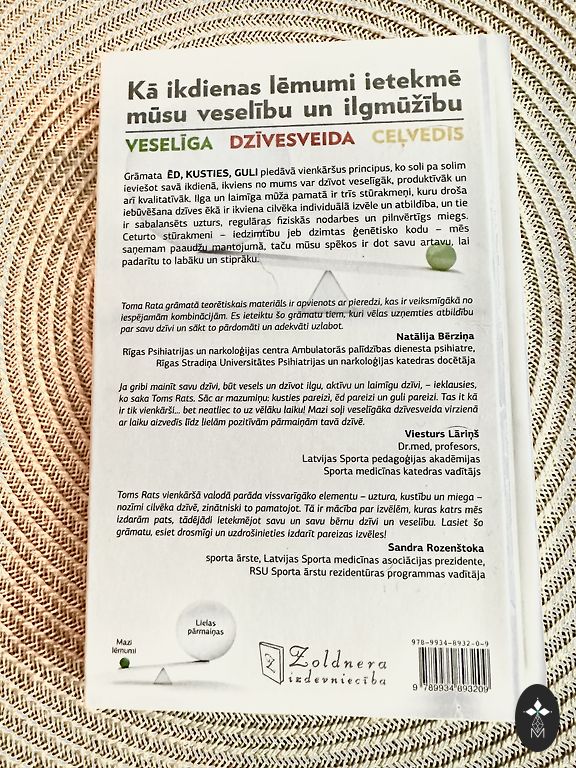 Kā ikdienas lēmumi ietekmē
mūsu veselību un ilgmūžību
VESELĪGA DZĪVESVEIDA CEĻVEDIS
Grāmata ĒD, KUSTIES, GULI piedāvā vienkāršus principus, ko soli pa solim
ieviešot savā ikdienā, ikviens no mums var dzīvot veselīgāk, produktīvāk un
arī kvalitatīvāk. Ilga un laimīga mūža pamatā ir trīs stūrakmeņi, kuru droša
iebūvēšana dzīves ēkā ir ikviena cilvēka individuālā izvēle un atbildība, un tie
ir sabalansēts uzturs, regulāras fiziskās nodarbes un pilnvērtīgs miegs.
Ceturto stūrakmeni – iedzimtību jeb dzimtas ģenētisko kodu – mēs
saņemam paaudžu mantojumā, taču mūsu spēkos ir dot savu artavu, lai
padarītu to labāku un stiprāku.
Toma Rata grāmatā teorētiskais materiāls ir apvienots ar pieredzi, kas ir veiksmīgākā no
iespējamām kombinācijām. Es ieteiktu šo grāmatu tiem, kuri vēlas uzņemties atbildību
par savu dzīvi un sākt to pārdomāti un adekvāti uzlabot.
Natālija Bērziņa
Rīgas Psihiatrijas un narkoloģijas centra Ambulatorās palīdzības dienesta psihiatre,
Rīgas Stradiņa Universitātes Psihiatrijas un narkoloģijas katedras docētāja
Ja gribi mainīt savu dzīvi, būt vesels un dzīvot ilgu, aktīvu un laimīgu dzīvi, – ieklausies,
ko saka Toms Rats. Sāc ar mazumiņu: kusties pareizi, ēd pareizi un guli pareizi. Tas it kā
ir tik vienkārši... bet neatliec to uz vēlāku laiku! Mazi soļi veselīgāka dzīvesveida virzienā
ar laiku aizvedīs līdz lielām pozitīvām pārmaiņām tavā dzīvē.
Viesturs Lāriņš
Dr.med, profesors,
Latvijas Sporta pedagoģijas akadēmijas
Sporta medicīnas katedras vadītājs
Toms Rats vienkāršā valodā parāda vissvarīgāko elementu – uztura, kustību un miega –
nozīmi cilvēka dzīvē, zinātniski to pamatojot. Tā ir mācība par izvēlēm, kuras katrs mēs
izdarām pats, tādējādi ietekmējot savu un savu bērnu dzīvi un veselību. Lasiet šo
grāmatu, esiet drosmīgi un uzdrošinieties izdarīt pareizas izvēles!
Sandra Rozenštoka
sporta ārste, Latvijas Sporta medicīnas asociācijas prezidente,
RSU Sporta ārstu rezidentūras programmas vadītāja
Lielas
pārmaiņas
Mazi
lēmumi
Zoldnera
izdevniecība
978-9934-8932-0-9
9 789934 893209
M